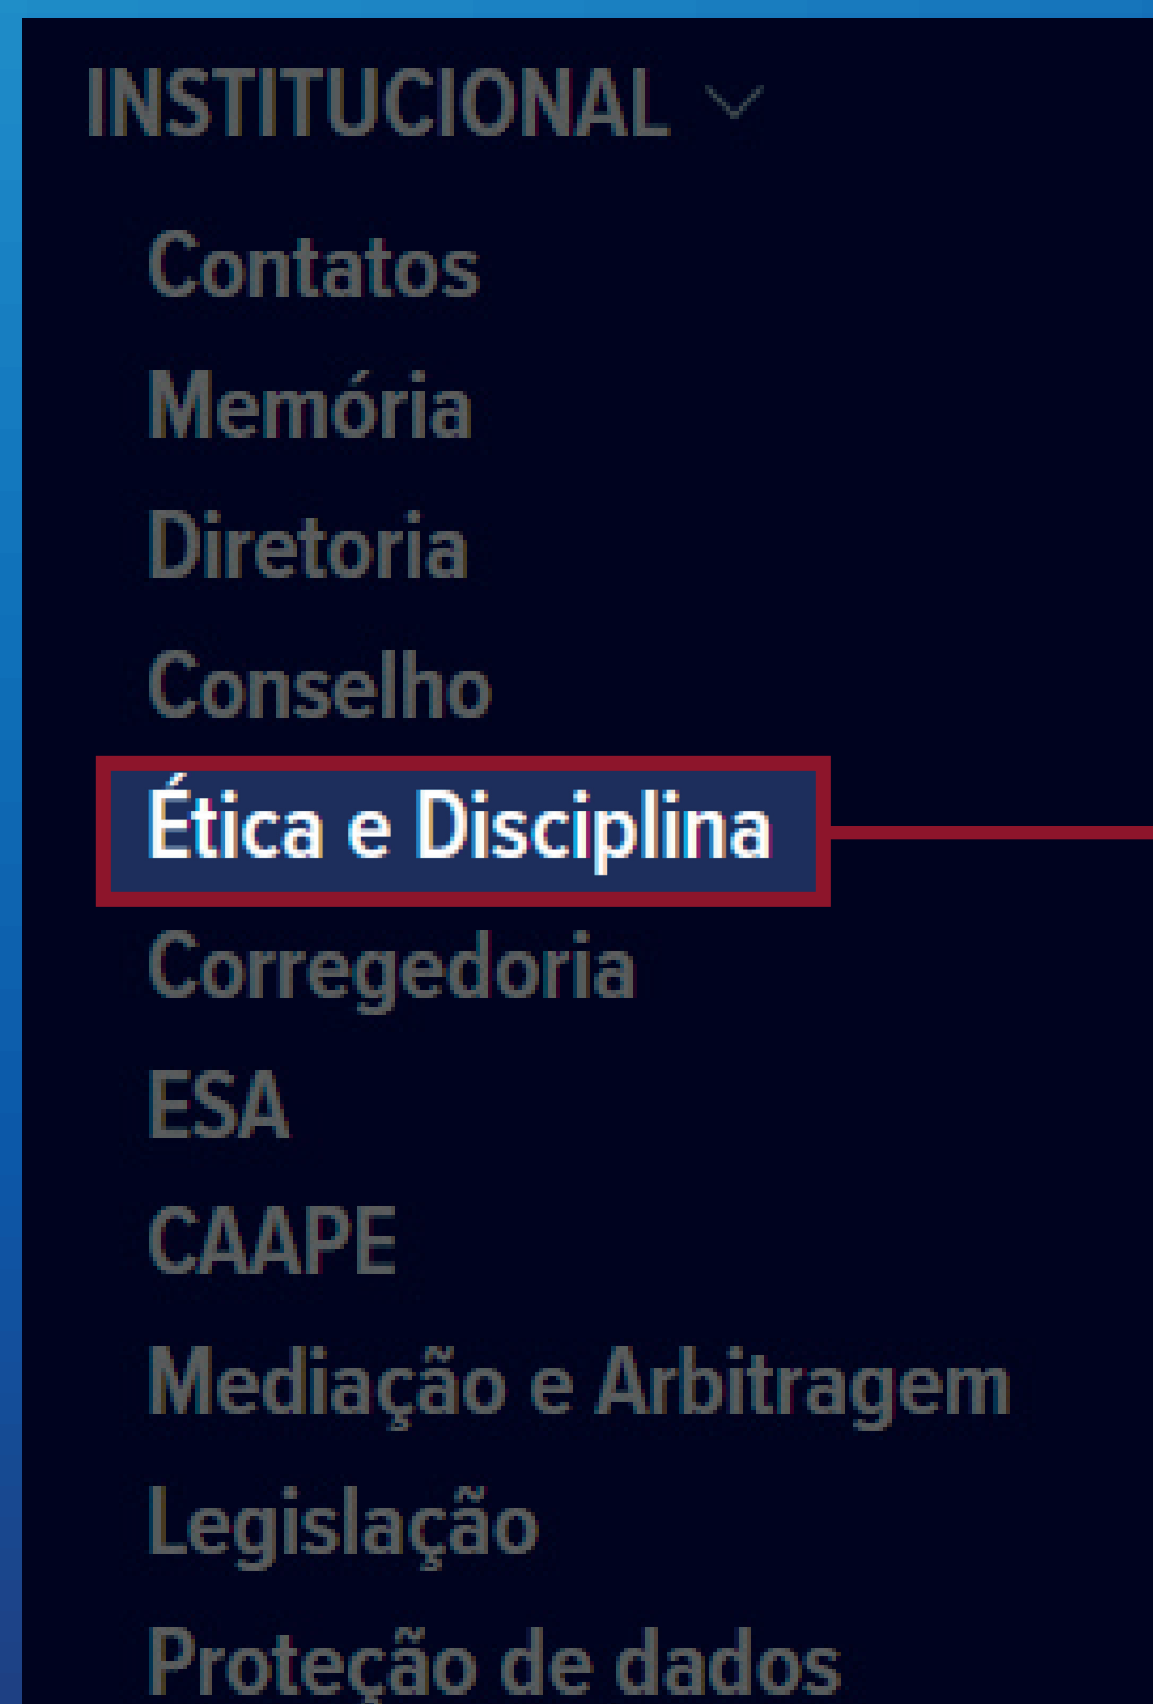 INSTITUCIONAL
Contatos
Memória
Diretoria
Conselho
Ética e Disciplina
Corregedoria
ESA
CAAPE
Mediação e Arbitragem
Legislação
Proteção de dados